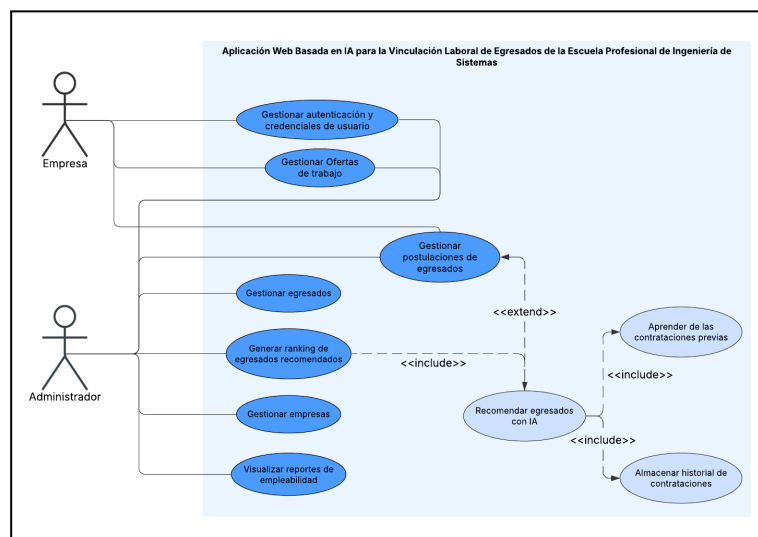 Aplicación Web Basada en IA para la Vinculación Laboral de Egresados de la Escuela Profesional de Ingeniería de
Sistemas
Empresa
Gestionar autenticación y
credenciales de usuario
Gestionar Ofertas
de trabajo
Gestionar
postulaciones de
egresados
Gestionar egresados
<<extend>>
Administrador
Generar ranking de
egresados recomendados
<<include>>
Aprender de las
contrataciones previas
<<include>>
Gestionar empresas
Recomendar egresados
con IA
<<include>>
Visualizar reportes de
empleabilidad
Almacenar historial de
contrataciones